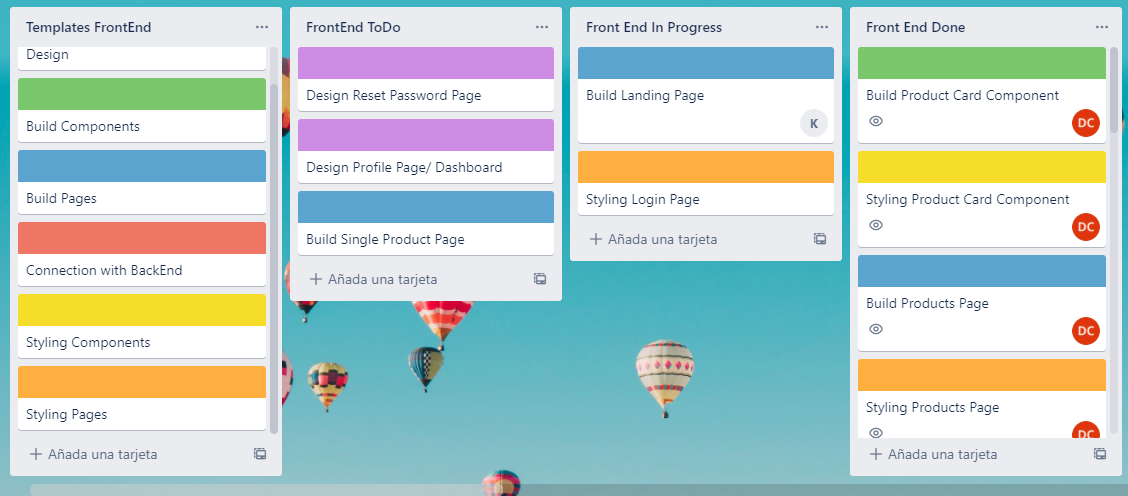 Templates FrontEnd
Design
Build Components
Build Pages
Connection with BackEnd
Styling Components
Styling Pages
Añada una tarjeta
FrontEnd ToDo
Design Reset Password Page
Design Profile Page/ Dashboard
Build Single Product Page
Añada una tarjeta
Front End In Progress
Build Landing Page
K
Styling Login Page
Añada una tarjeta
Front End Done
Build Product Card Component
DC
Styling Product Card Component
DC
Build Products Page
DC
Styling Products Page
DC
Añada una tarjeta